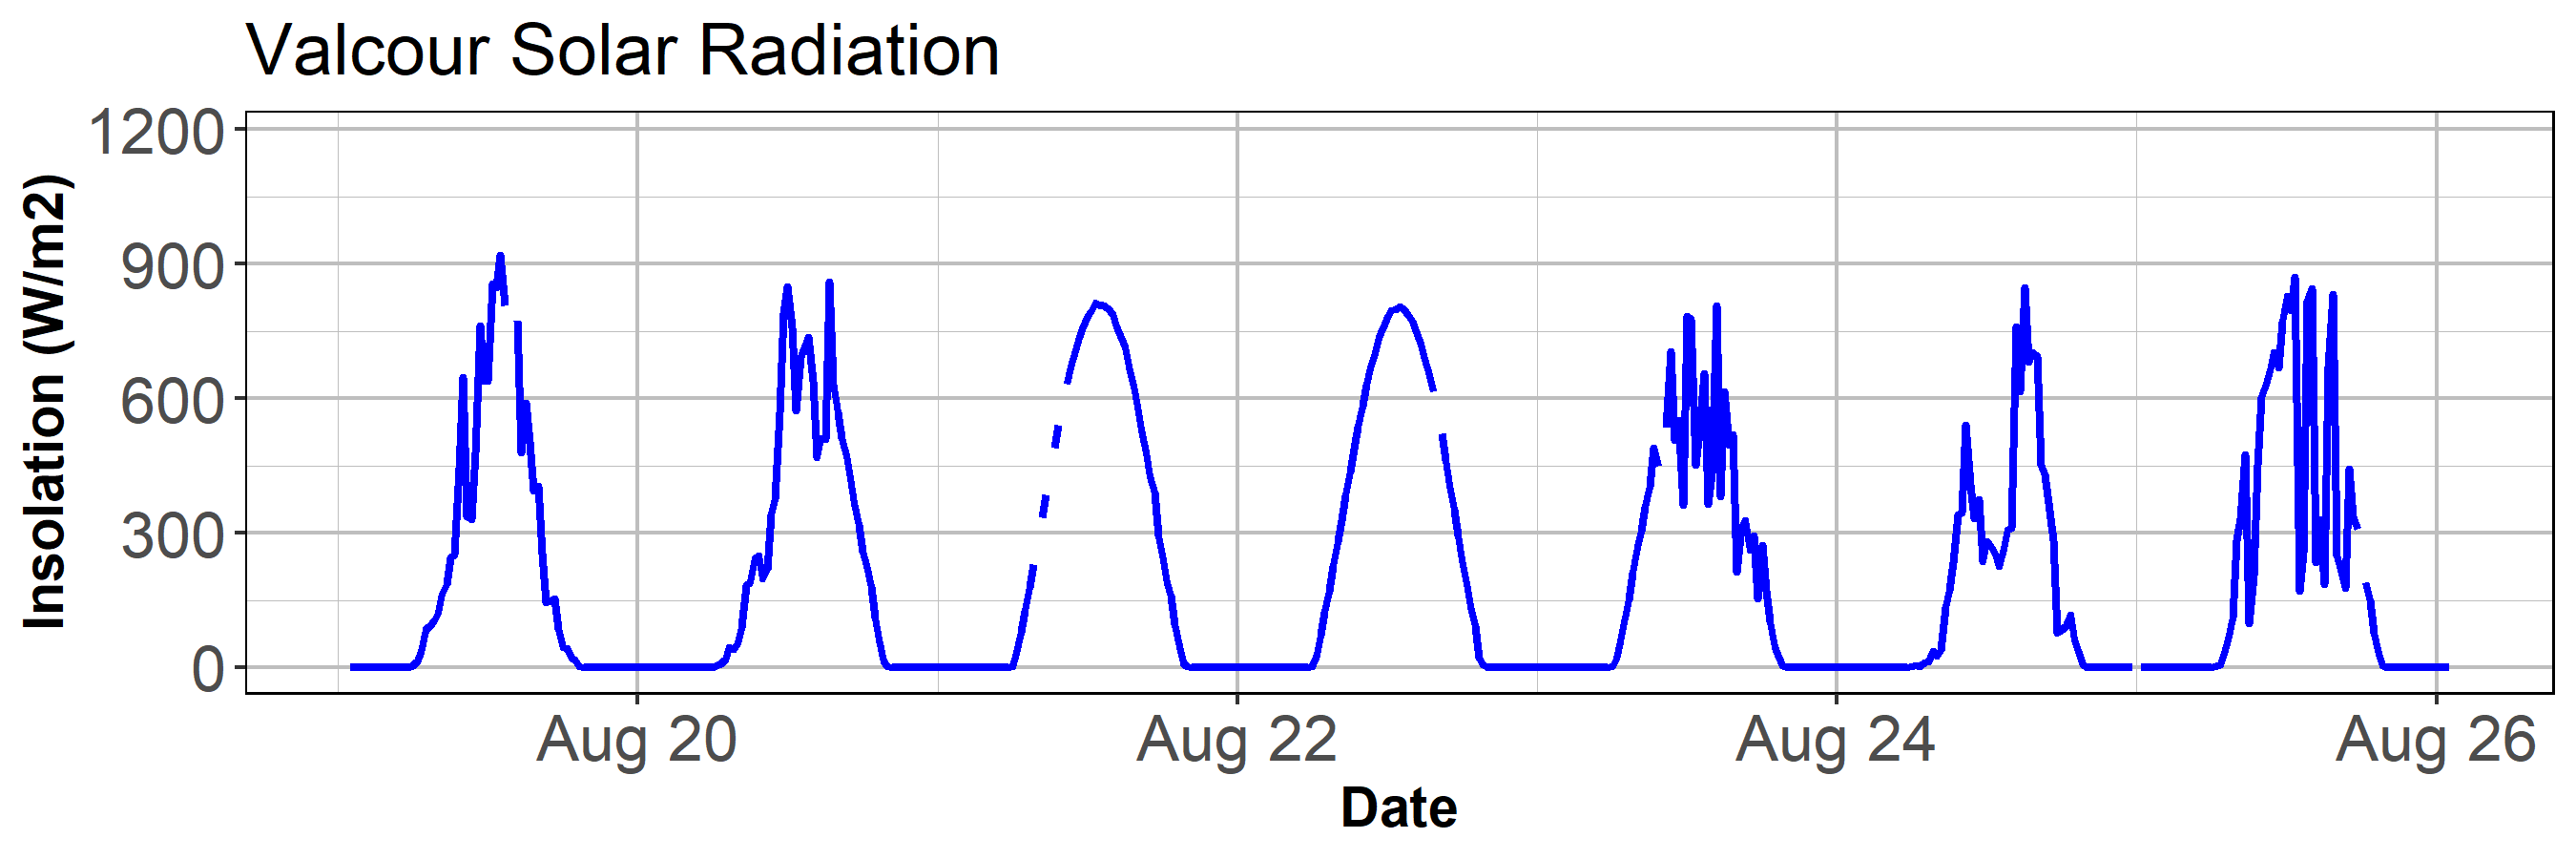 Valcour Solar Radiation
Insolation (W/m2)
1200
900
600
300
0
Aug 20
Aug 22
Aug 24
Aug 26
Date